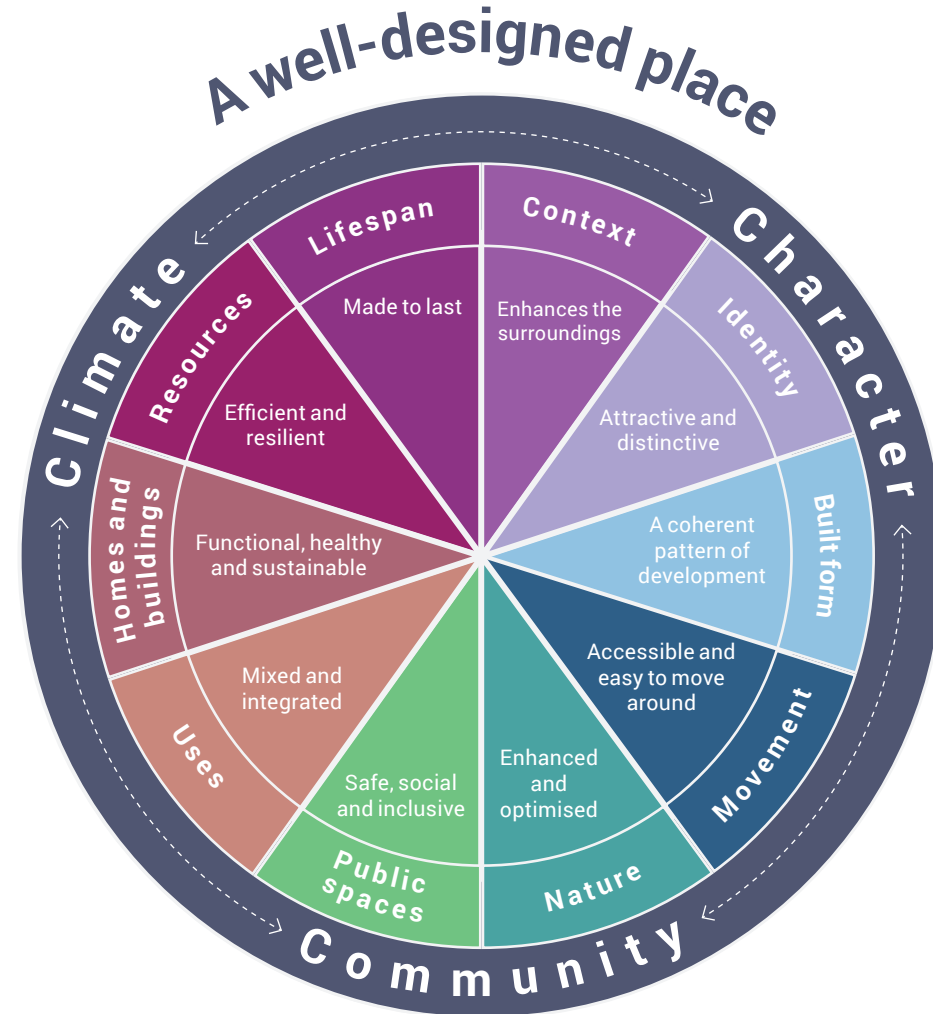 A well-designed place
Climate
Character
Community
Context
Enhances the
surroundings
Identity
Attractive and
distinctive
Built form
A coherent
pattern of
development
Movement
Accessible and
easy to move
around
Nature
Enhanced
and
optimised
Public
spaces
Safe, social
and inclusive
Uses
Mixed and
integrated
Homes and
buildings
Functional, healthy
and sustainable
Resources
Efficient and
resilient
Lifespan
Made to last